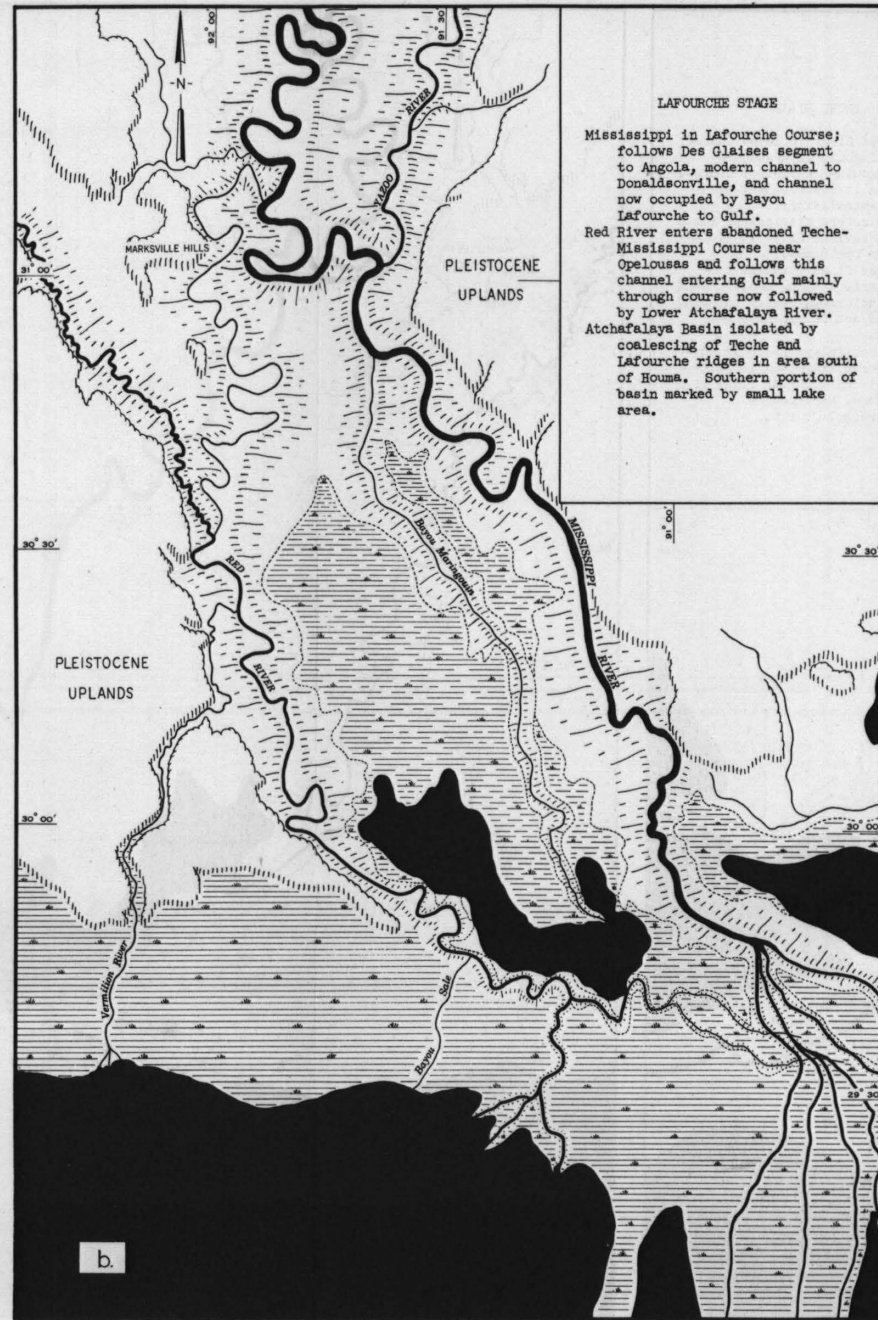 92° 00'
91° 30'
-N-
LAFOURCHE STAGE
Mississippi in Lafourche Course;
follows Des Glaises segment
to Angola, modern channel to
Donaldsonville, and channel
now occupied by Bayou
Lafourche to Gulf.
Red River enters abandoned Teche-
Mississippi Course near
Opelousas and follows this
channel entering Gulf mainly
through course now followed
by Lower Atchafalaya River.
Atchafalaya Basin isolated by
coalescing of Teche and
Lafourche ridges in area south
of Houma. Southern portion of
basin marked by small lake
area.
YAZOO RIVER
MARKSVILLE HILLS
31° 00'
PLEISTOCENE
UPLANDS
91° 00'
30° 30'
30° 30'
Bayou Maringouin
MISSISSIPPI RIVER
RED RIVER
PLEISTOCENE
UPLANDS
30° 00'
30° 00'
Vermilion River
Bayou Sale
29° 30'
b.